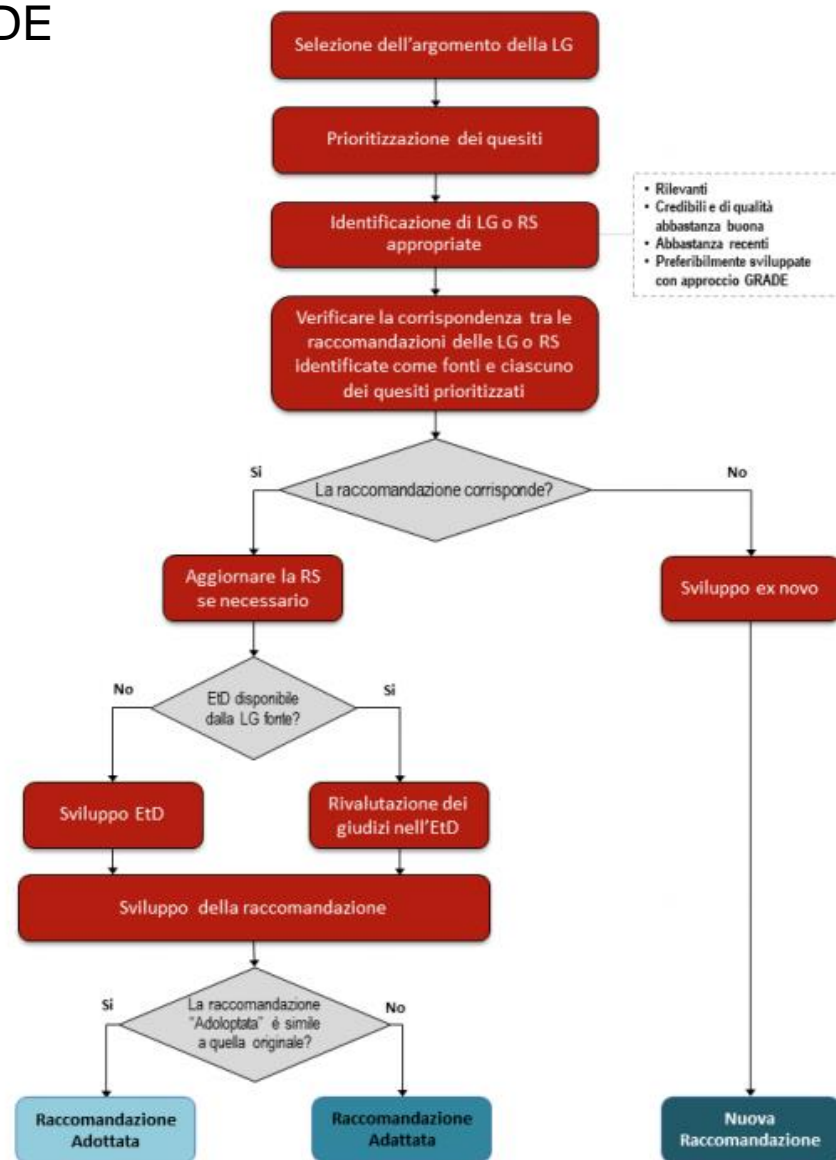 DE
Selezione dell'argomento della LG
Prioritizzazione dei quesiti
Identificazione di LG o RS
appropriate
• Rilevanti
• Credibili e di qualità
abbastanza buona
• Abbastanza recenti
• Preferibilmente sviluppate
con approccio GRADE
Verificare la corrispondenza tra le
raccomandazioni delle LG o RS
identificate come fonti e ciascuno
dei quesiti prioritizzati
Si
La raccomandazione corrisponde?
No
Aggiornare la RS
se necessario
Sviluppo ex novo
No
EtD disponibile
dalla LG fonte?
Si
Sviluppo EtD
Rivalutazione dei
giudizi nell'EtD
Sviluppo della raccomandazione
Si
La raccomandazione
"Adoloptata" é simile
a quella originale?
No
Raccomandazione
Adottata
Raccomandazione
Adattata
Nuova
Raccomandazione